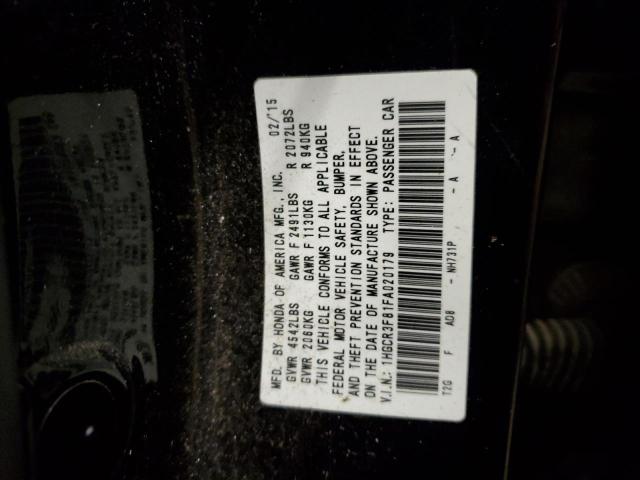 MFD. BY HONDA OF AMERICA MFG., INC. 02/'15
GVWR 4542LBS GAWR F 2491LBS R 2072LBS
GVWR 2060KG GAWR F 1130KG R 940KG
THIS VEHICLE CONFORMS TO ALL APPLICABLE
FEDERAL MOTOR VEHICLE SAFETY, BUMPER,
AND THEFT PREVENTION STANDARDS IN EFFECT
ON THE DATE OF MANUFACTURE SHOWN ABOVE.
V.I.N.: 1HGCR3F81FA020179 TYPE: PASSENGER CAR
T2G F AO8 - NH731P - A - A